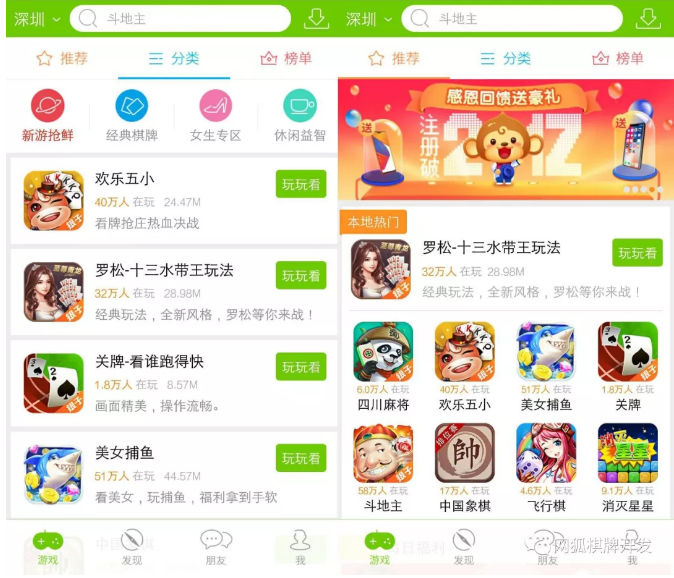 深圳
斗地主
推荐
分类
榜单
新游抢鲜
经典棋牌
女生专区
休闲益智
欢乐五小
40万人 在玩 24.47M
看牌抢庄热血决战
玩玩看
罗松-十三水带王玩法
32万人 在玩 28.98M
经典玩法，全新风格，罗松等你来战！
玩玩看
关牌-看谁跑得快
1.8万人 在玩 8.57M
画面精美，操作流畅。
玩玩看
美女捕鱼
51万人 在玩 44.57M
看美女，玩捕鱼，福利拿到手软
玩玩看
中国象棋
游戏
发现
朋友
我
深圳
斗地主
推荐
分类
榜单
感恩回馈送豪礼
注册破
2亿
送
送
本地热门
罗松-十三水带王玩法
32万人 在玩 28.98M
经典玩法，全新风格，罗松等你来战！
玩玩看
6.0万人 在玩
四川麻将
40万人 在玩
欢乐五小
51万人 在玩
美女捕鱼
1.8万人 在玩
关牌
58万人 在玩
斗地主
17万人 在玩
中国象棋
4.6万人 在玩
飞行棋
9.1万人 在玩
消灭星星
游戏
发现
朋友
我
网狐棋牌开发